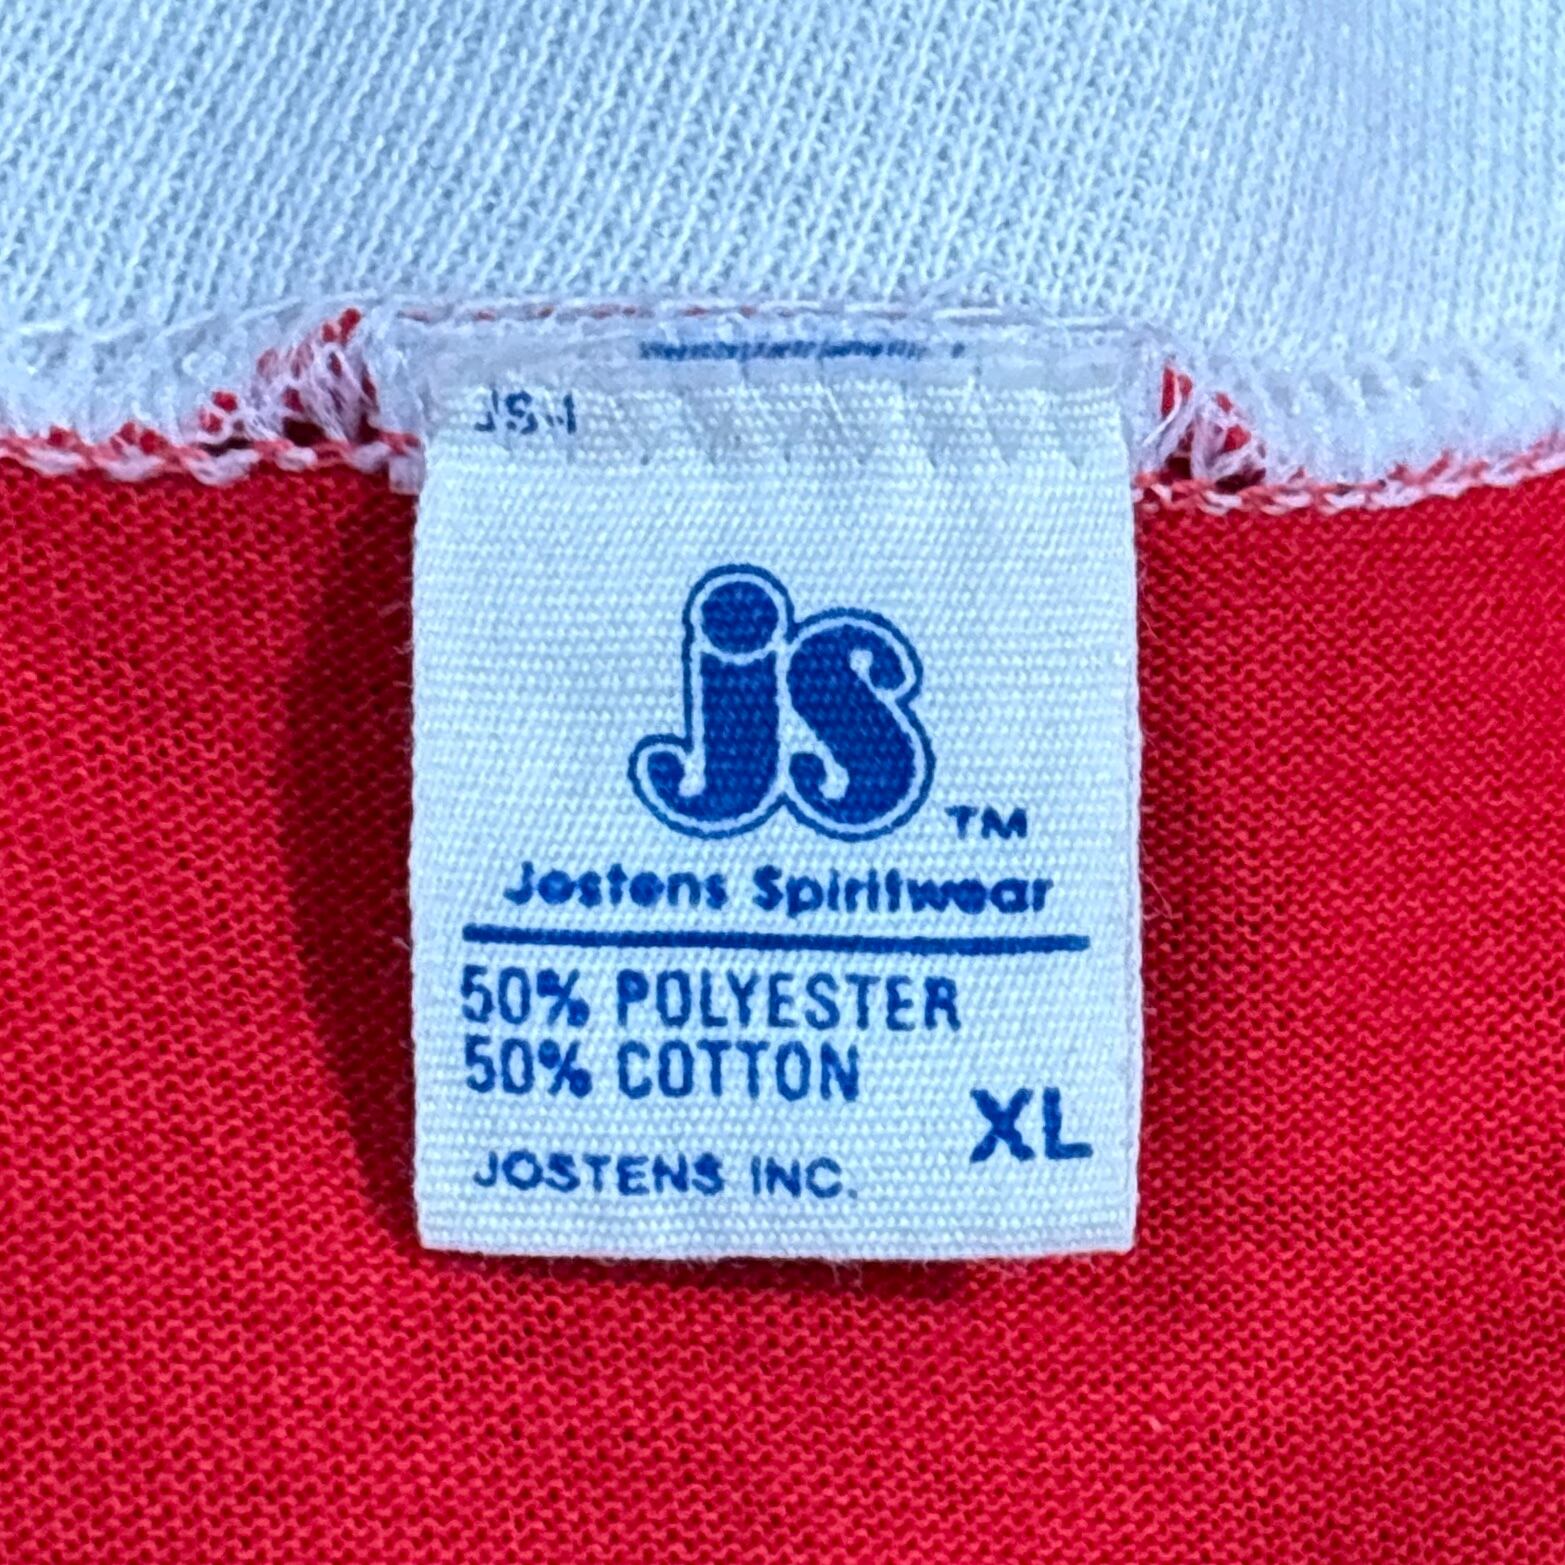 js TM
Jostens Spiritwear
50% POLYESTER
50% COTTON
XL
JOSTENS INC.